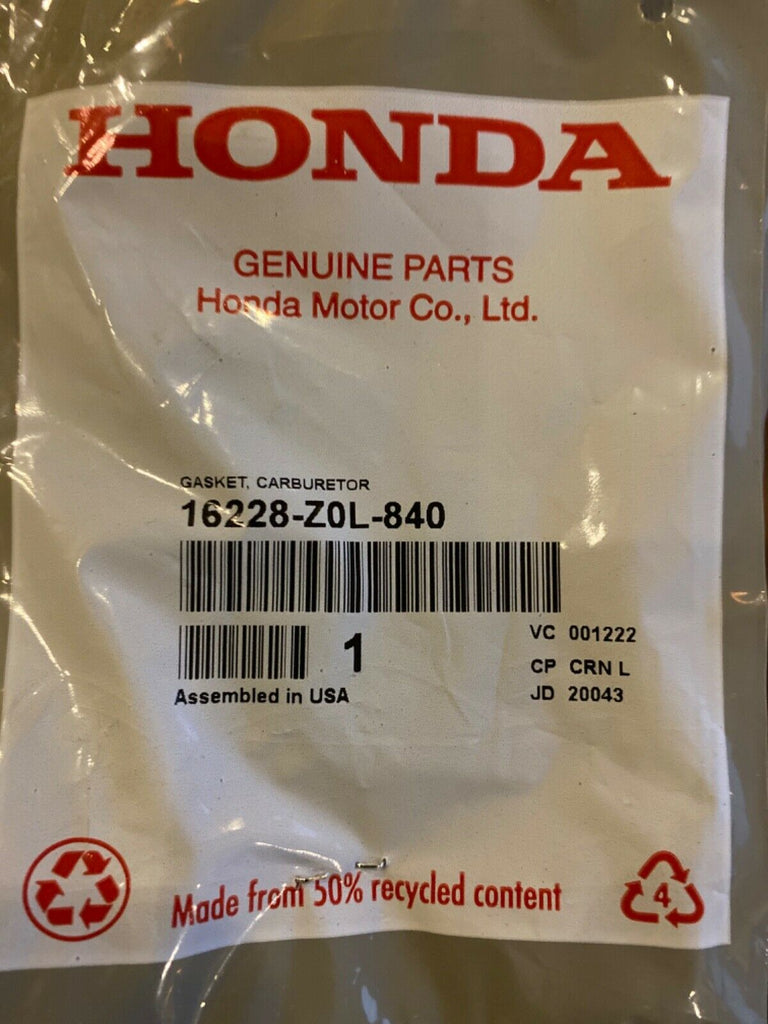 HONDA
GENUINE PARTS
Honda Motor Co., Ltd.
GASKET, CARBURETOR
16228-Z0L-840
1
VC 001222
CP CRN L
Assembled in USA
JD 20043
Made from 50% recycled content
4